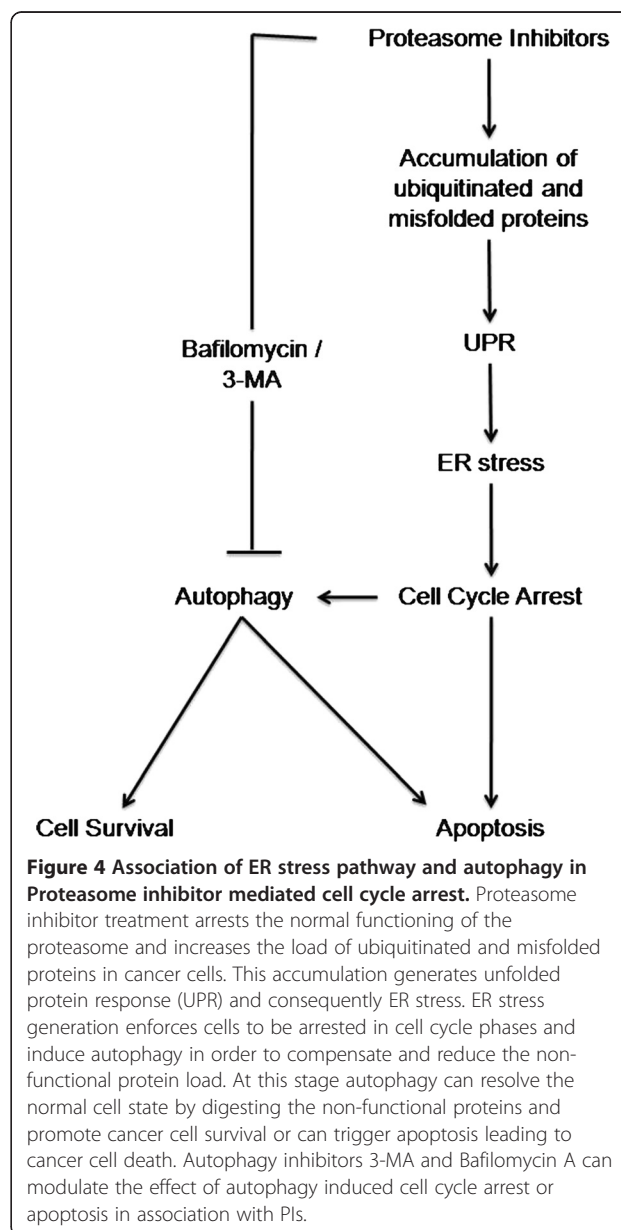 Proteasome Inhibitors
Accumulation of
ubiquitinated and
misfolded proteins
Bafilomycin /
3-MA
UPR
ER stress
Autophagy
Cell Cycle Arrest
Cell Survival
Apoptosis
Figure 4 Association of ER stress pathway and autophagy in
Proteasome inhibitor mediated cell cycle arrest. Proteasome
inhibitor treatment arrests the normal functioning of the
proteasome and increases the load of ubiquitinated and misfolded
proteins in cancer cells. This accumulation generates unfolded
protein response (UPR) and consequently ER stress. ER stress
generation enforces cells to be arrested in cell cycle phases and
induce autophagy in order to compensate and reduce the non-
functional protein load. At this stage autophagy can resolve the
normal cell state by digesting the non-functional proteins and
promote cancer cell survival or can trigger apoptosis leading to
cancer cell death. Autophagy inhibitors 3-MA and Bafilomycin A can
modulate the effect of autophagy induced cell cycle arrest or
apoptosis in association with PIs.